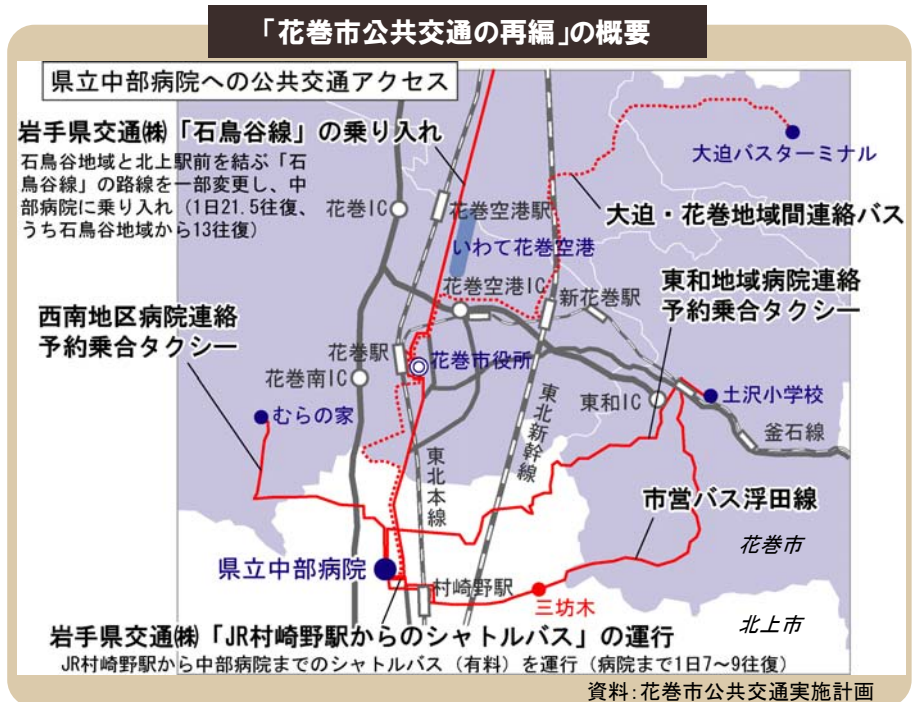 「花巻市公共交通の再編」の概要
県立中部病院への公共交通アクセス
岩手県交通㈱「石鳥谷線」の乗り入れ
石鳥谷地域と北上駅前を結ぶ「石
鳥谷線」の路線を一部変更し、中
部病院に乗り入れ（1日21.5往復、
うち石鳥谷地域から13往復）
大迫バスターミナル
花巻IC
花巻空港駅
大迫・花巻地域間連絡バス
いわて花巻空港
花巻空港IC
新花巻駅
東和地域病院連絡
予約乗合タクシー
西南地区病院連絡
予約乗合タクシー
花巻駅
花巻市役所
花巻南IC
東和IC
土沢小学校
むらの家
東北新幹線
釜石線
東北本線
市営バス浮田線
花巻市
県立中部病院
村崎野駅
三坊木
北上市
岩手県交通㈱「JR村崎野駅からのシャトルバス」の運行
JR村崎野駅から中部病院までのシャトルバス（有料）を運行（病院まで1日7～9往復）
資料：花巻市公共交通実施計画